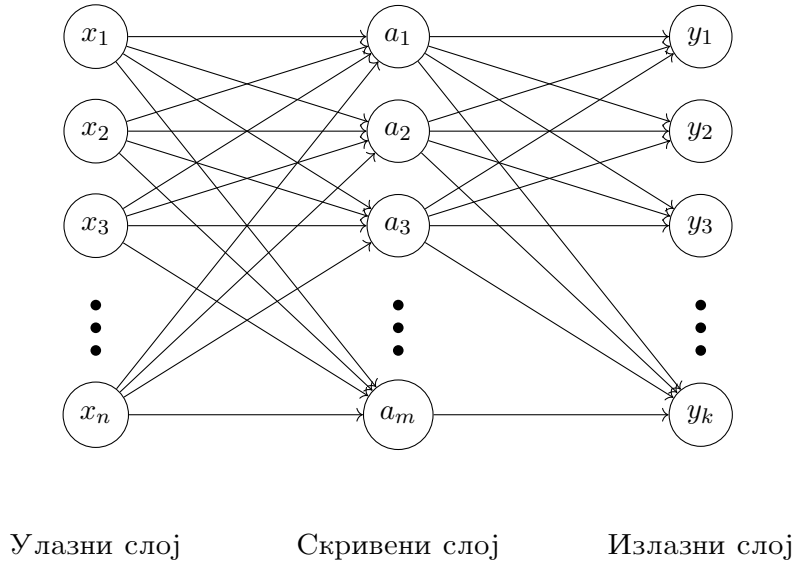 x₁ a₁ y₁
x₂ a₂ y₂
x₃ a₃ y₃
xₙ aₘ yₖ
Улазни слој Скривени слој Излазни слој